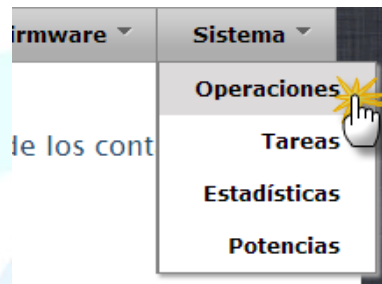 irmware Sistema
Operaciones
de los cont Tareas
Estadísticas
Potencias